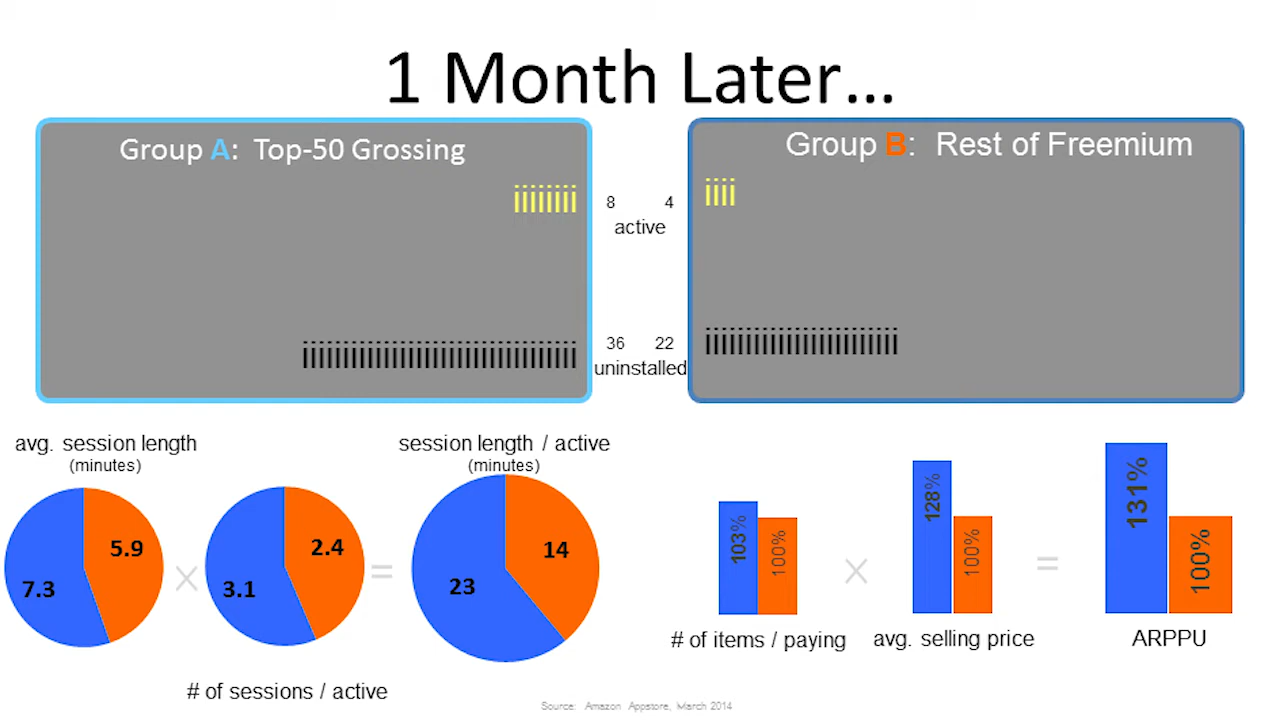 1 Month Later…
Group A: Top-50 Grossing
Group B: Rest of Freemium
8 4
active
36 22
uninstalled
avg. session length
(minutes)
session length / active
(minutes)
5.9
7.3
2.4
3.1
14
23
103%
100%
128%
100%
131%
100%
×
=
×
=
# of items / paying
avg. selling price
ARPPU
# of sessions / active
Source: Amazon Appstore, March 2014